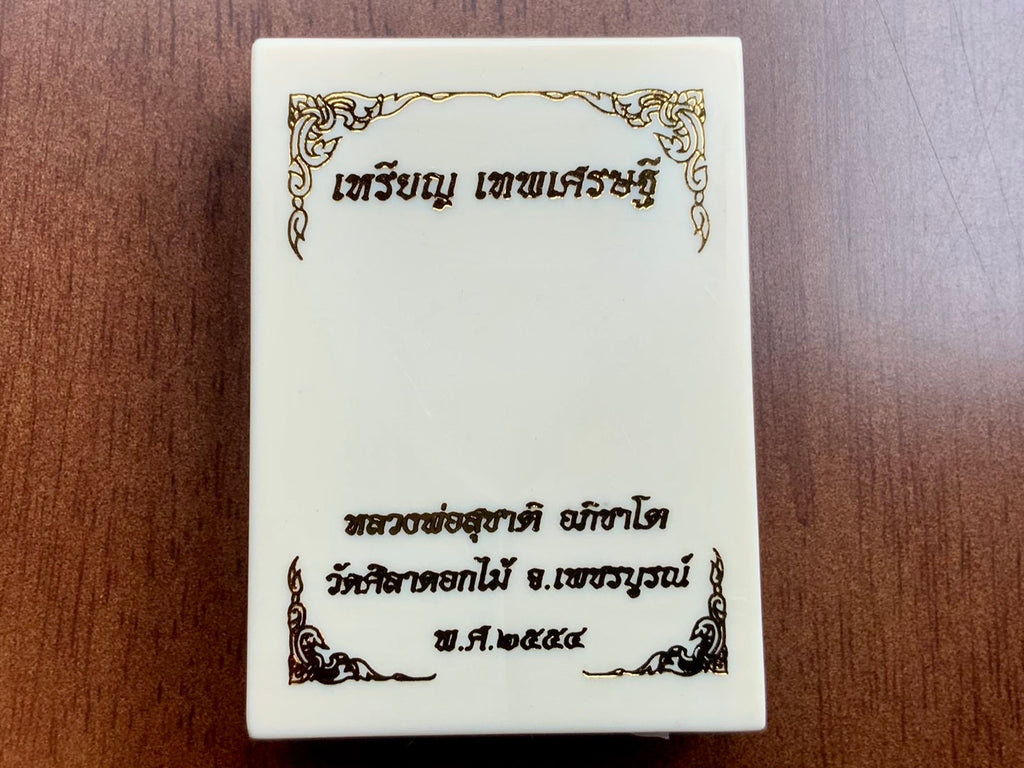 เหรียญ เทพเศรษฐี
หลวงพ่อสุชาติ อภิชาโต
วัดศิลาดอกไม้ จ.เพชรบูรณ์
พ.ศ.๒๕๕๔